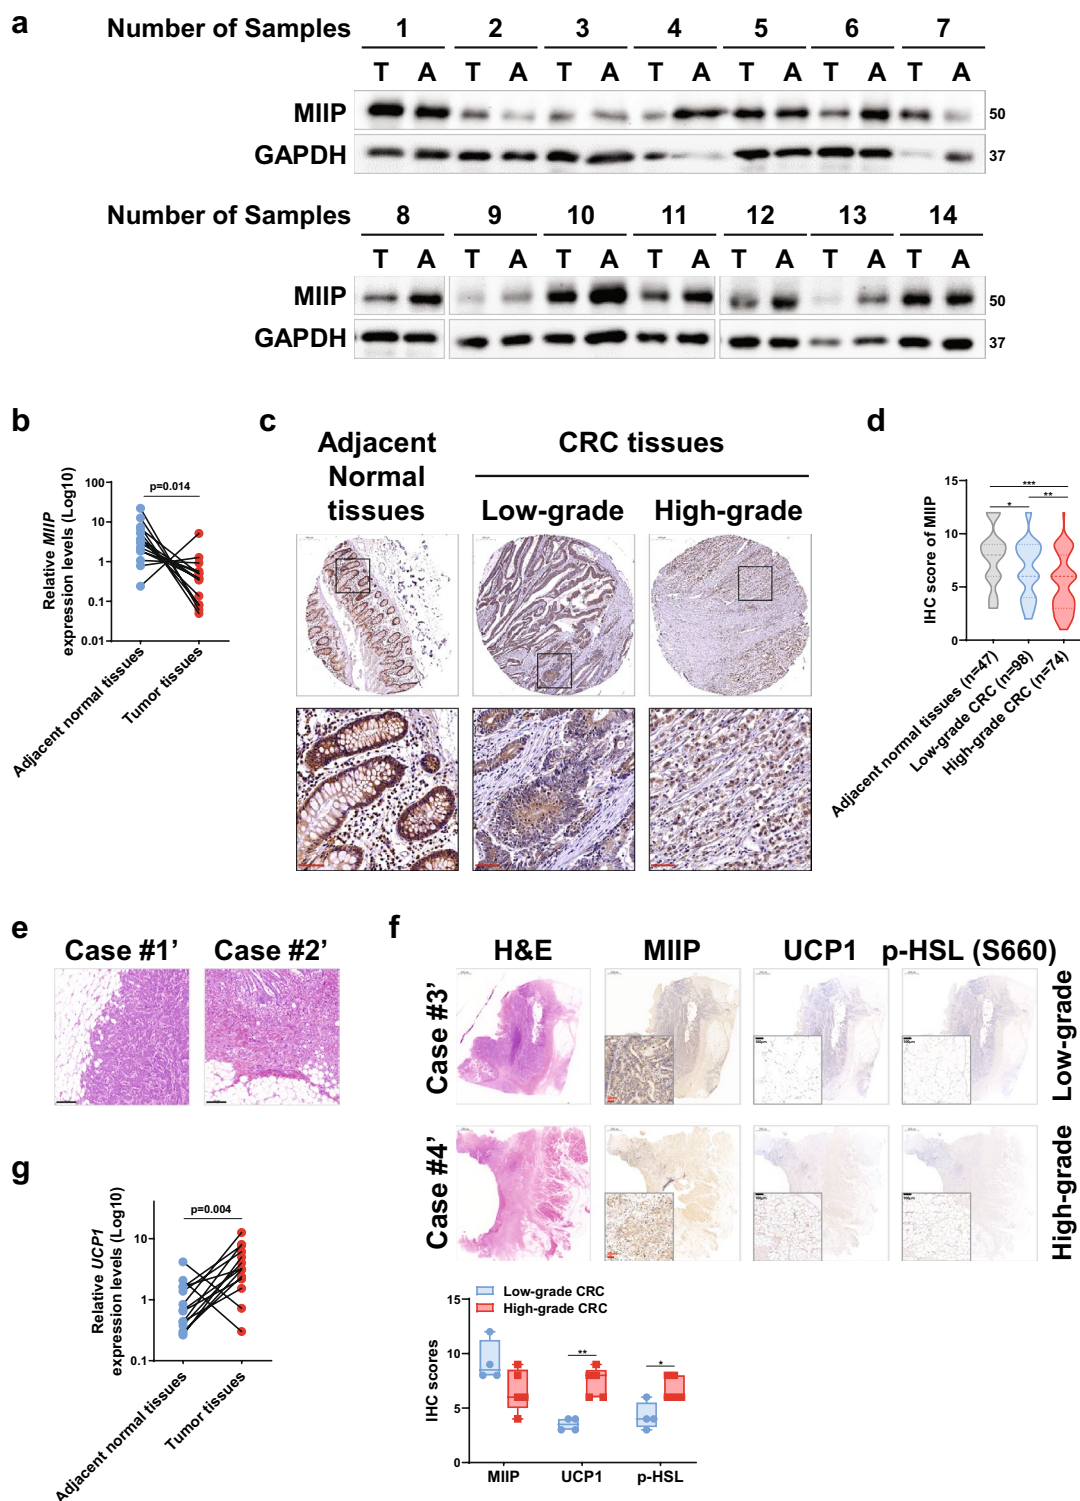 a
Number of Samples 1 2 3 4 5 6 7
T A T A T A T A T A T A T A
MIIP 50
GAPDH 37
Number of Samples 8 9 10 11 12 13 14
T A T A T A T A T A T A T A
MIIP 50
GAPDH 37
b
Relative MIIP
expression levels (Log10)
100
10
1
0.1
0.01
p=0.014
Adjacent normal tissues
Tumor tissues
c
Adjacent
Normal
tissues
CRC tissues
Low-grade High-grade
d
IHC score of MIIP
15
10
5
0
***
* **
Adjacent normal tissues (n=47)
Low-grade CRC (n=98)
High-grade CRC (n=74)
e
Case #1’ Case #2’
f
H&E MIIP UCP1 p-HSL (S660)
Case #3’
Low-grade
Case #4’
High-grade
Low-grade CRC
High-grade CRC
IHC scores
15
10
5
0
** *
MIIP UCP1 p-HSL
g
Relative UCP1
expression levels (Log10)
10
1
0.1
p=0.004
Adjacent normal tissues
Tumor tissues